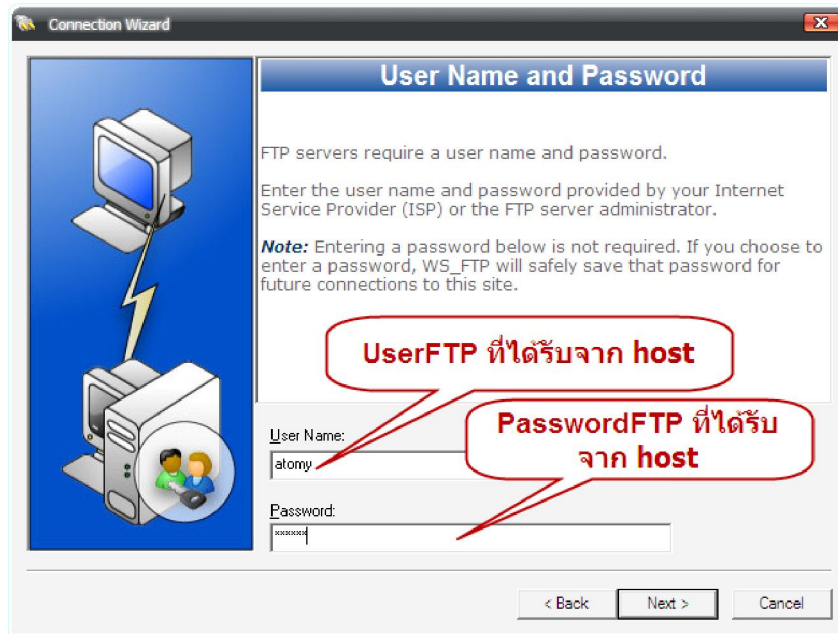 Connection Wizard
User Name and Password
FTP servers require a user name and password.
Enter the user name and password provided by your Internet
Service Provider (ISP) or the FTP server administrator.
Note: Entering a password below is not required. If you choose to
enter a password, WS_FTP will safely save that password for
future connections to this site.
UserFTP ที่ได้รับจาก host
PasswordFTP ที่ได้รับ
จาก host
User Name:
atomy
Password:
××××××
< Back
Next >
Cancel